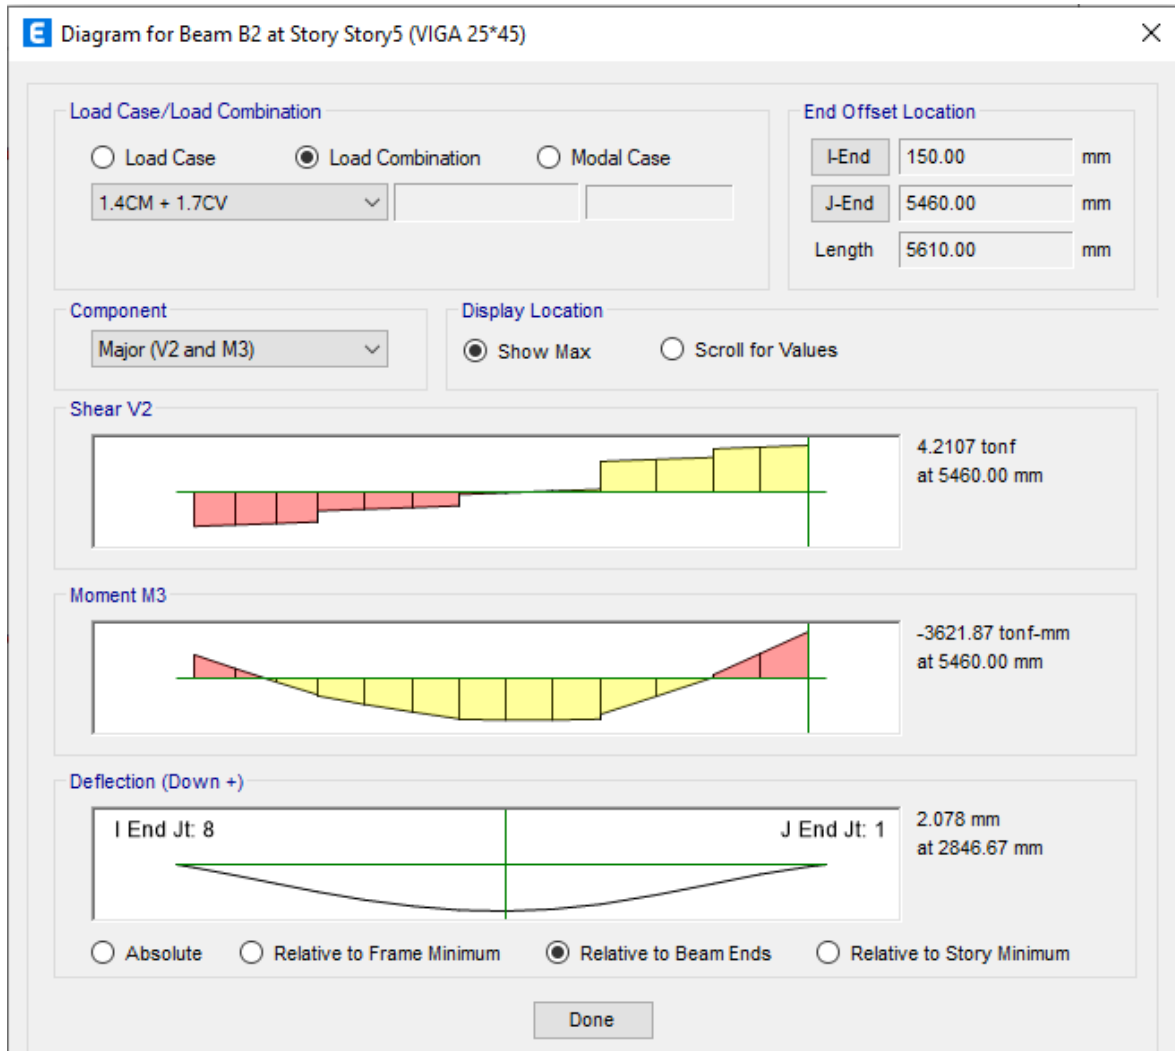 E Diagram for Beam B2 at Story Story5 (VIGA 25*45)
Load Case/Load Combination
Load Case Load Combination Modal Case
1.4CM + 1.7CV
End Offset Location
I-End 150.00 mm
J-End 5460.00 mm
Length 5610.00 mm
Component
Major (V2 and M3)
Display Location
Show Max Scroll for Values
Shear V2
4.2107 tonf
at 5460.00 mm
Moment M3
-3621.87 tonf-mm
at 5460.00 mm
Deflection (Down +)
I End Jt: 8 J End Jt: 1
2.078 mm
at 2846.67 mm
Absolute Relative to Frame Minimum Relative to Beam Ends Relative to Story Minimum
Done